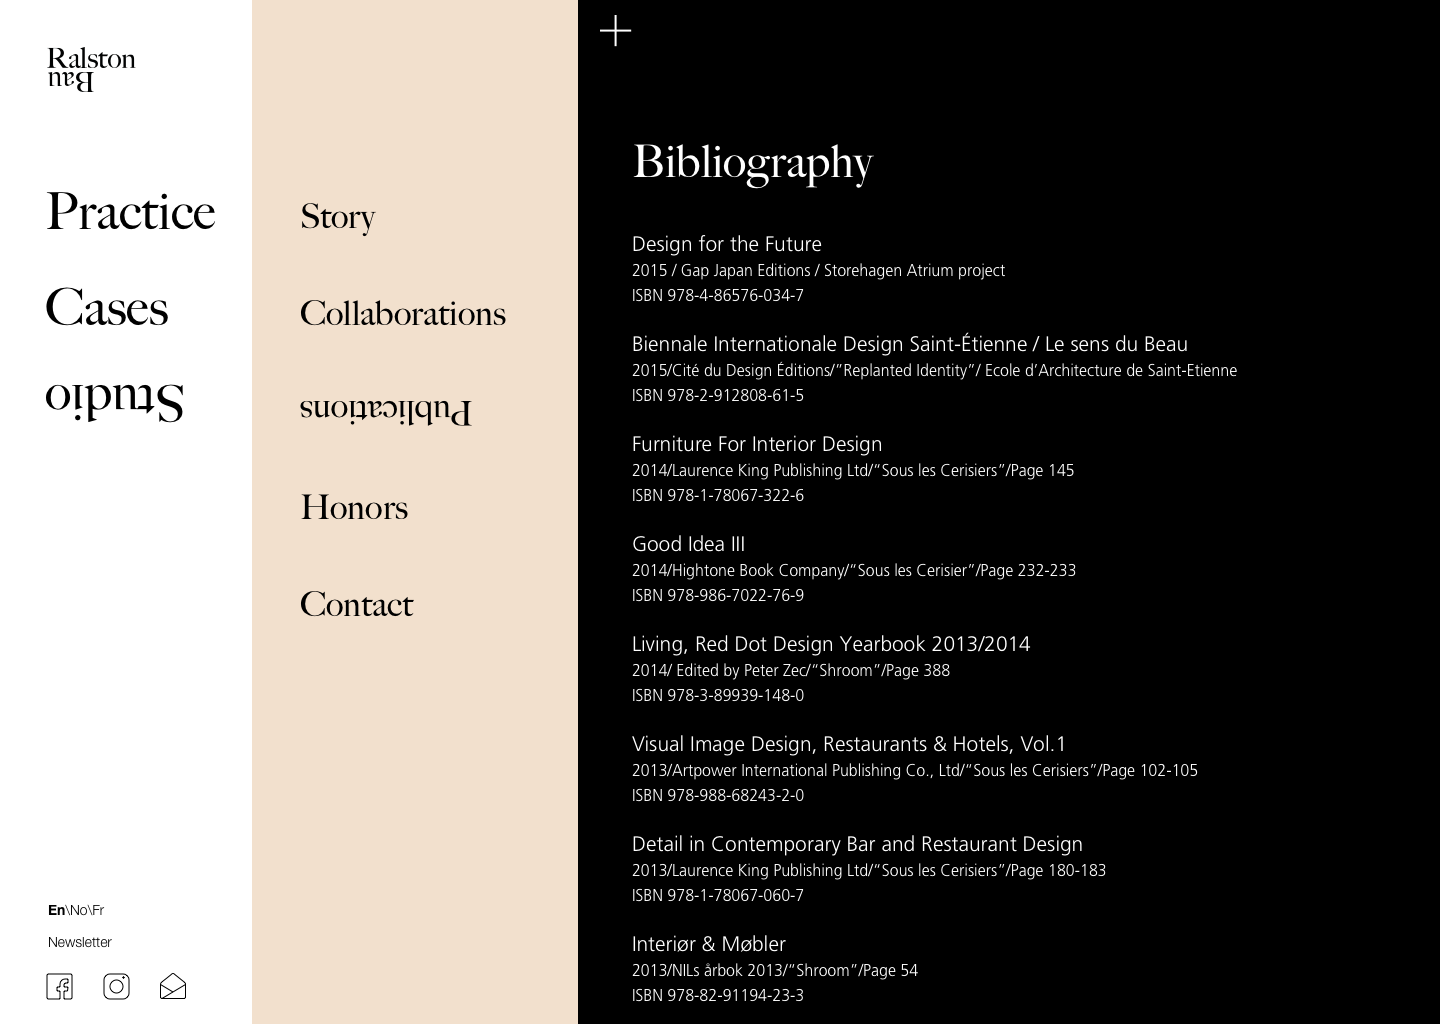 Ralston
Bau
Practice
Cases
Studio
En\No\Fr
Newsletter
Story
Collaborations
Publications
Honors
Contact
Bibliography
Design for the Future
2015 / Gap Japan Editions / Storehagen Atrium project
ISBN 978-4-86576-034-7
Biennale Internationale Design Saint-Étienne / Le sens du Beau
2015/Cité du Design Éditions/“Replanted Identity”/ Ecole d’Architecture de Saint-Etienne
ISBN 978-2-912808-61-5
Furniture For Interior Design
2014/Laurence King Publishing Ltd/“Sous les Cerisiers”/Page 145
ISBN 978-1-78067-322-6
Good Idea III
2014/Hightone Book Company/“Sous les Cerisier”/Page 232-233
ISBN 978-986-7022-76-9
Living, Red Dot Design Yearbook 2013/2014
2014/ Edited by Peter Zec/“Shroom”/Page 388
ISBN 978-3-89939-148-0
Visual Image Design, Restaurants & Hotels, Vol.1
2013/Artpower International Publishing Co., Ltd/“Sous les Cerisiers”/Page 102-105
ISBN 978-988-68243-2-0
Detail in Contemporary Bar and Restaurant Design
2013/Laurence King Publishing Ltd/“Sous les Cerisiers”/Page 180-183
ISBN 978-1-78067-060-7
Interiør & Møbler
2013/NILs årbok 2013/“Shroom”/Page 54
ISBN 978-82-91194-23-3